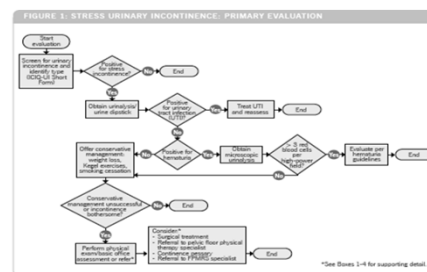 FIGURE 1: STRESS URINARY INCONTINENCE: PRIMARY EVALUATION
Start
evaluation
Screen for urinary
incontinence and
identify type
(ICIQ-UI Short
Form)
Positive
for stress
incontinence?
No
End
Yes
Obtain urinalysis/
urine dipstick
Positive
for urinary
tract infection
(UTI)?
Yes
Treat UTI
and reassess
End
No
Offer conservative
management:
weight loss,
Kegel exercises,
smoking cessation
No
Positive for
hematuria
Yes
Obtain
microscopic
urinalysis
> 3 red
blood cells
per
high-power
field?
Yes
Evaluate per
hematuria
guidelines
End
No
Conservative
management unsuccessful
or incontinence
bothersome?
No
End
Yes
Perform physical
exam/basic office
assessment or refer*
Consider:*
- Surgical treatment
- Referral to pelvic floor physical
therapy specialist
- Continence pessary
- Referral to FPMRS specialist
End
*See Boxes 1-4 for supporting detail.